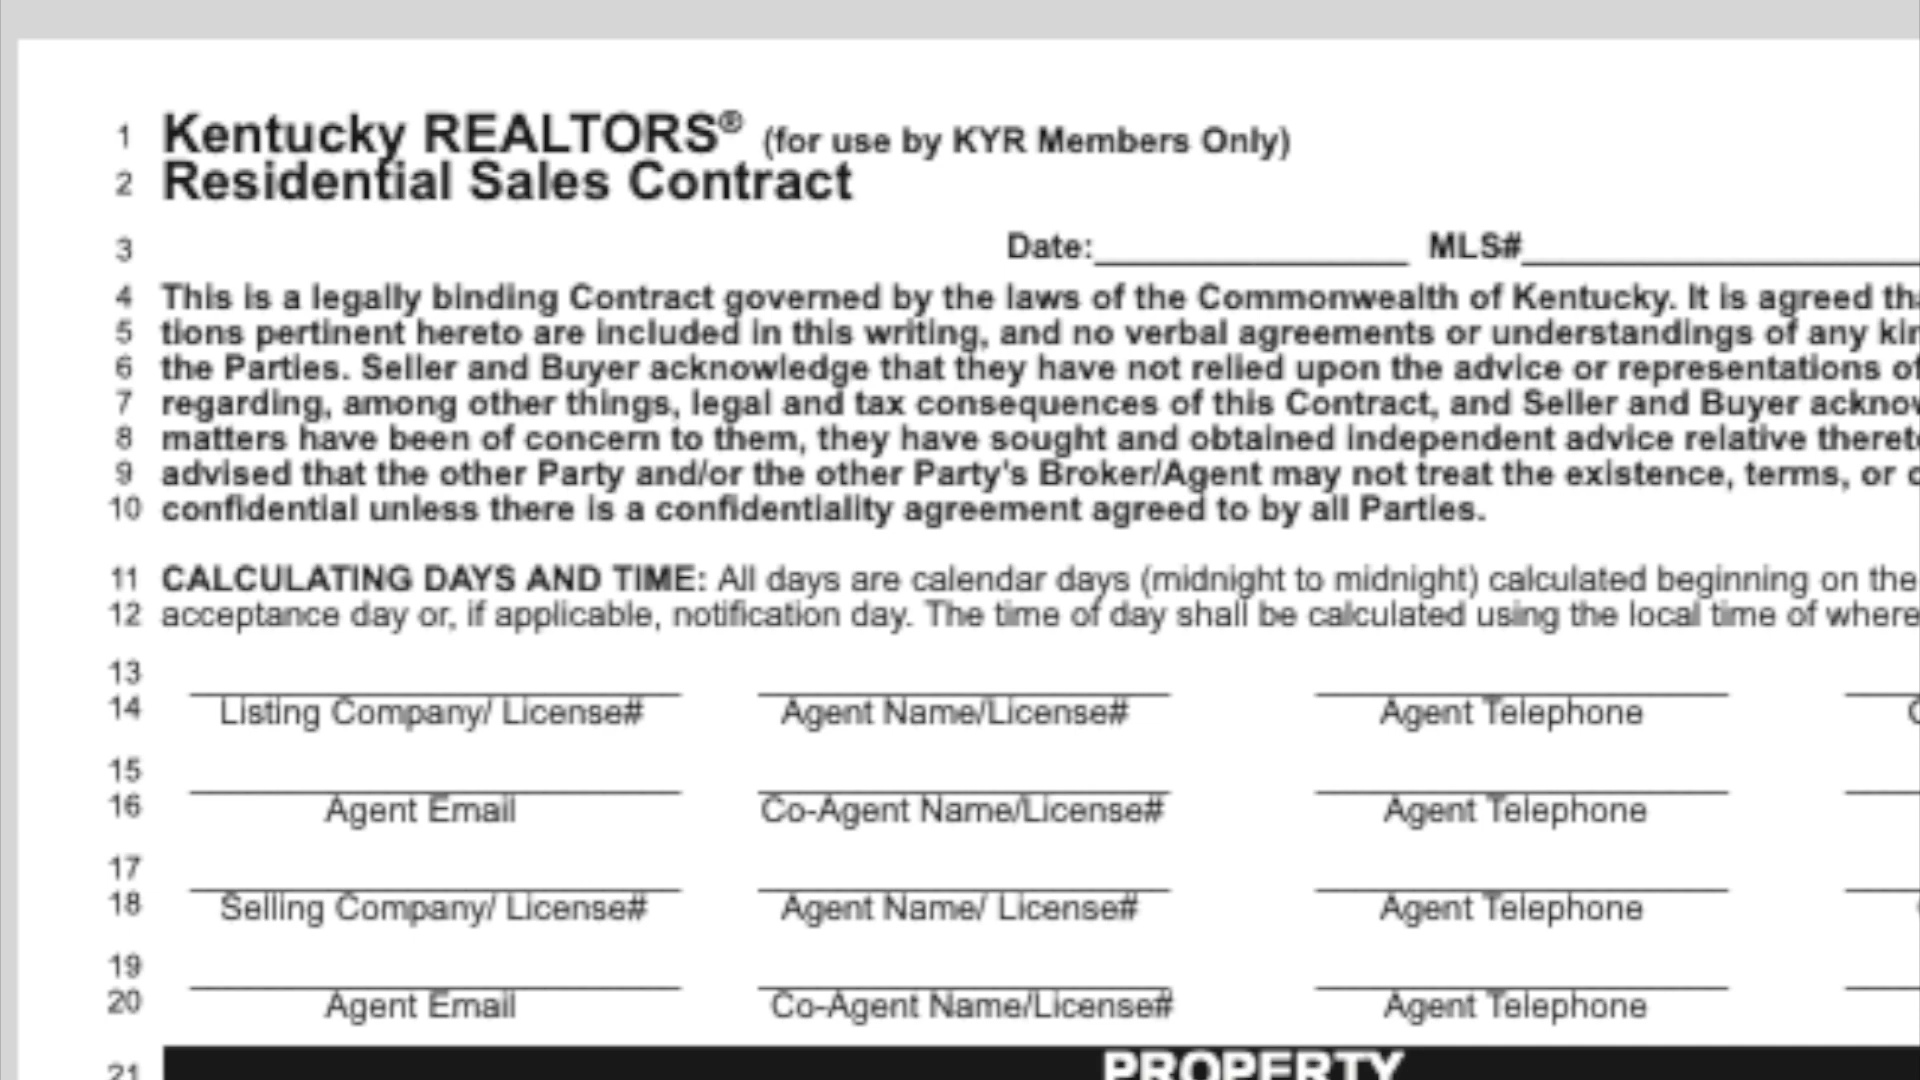 1 Kentucky REALTORS® (for use by KYR Members Only)
2 Residential Sales Contract
3 Date:____________ MLS#________________
4 This is a legally binding Contract governed by the laws of the Commonwealth of Kentucky. It is agreed
5 tions pertinent hereto are included in this writing, and no verbal agreements or understandings of any
6 the Parties. Seller and Buyer acknowledge that they have not relied upon the advice or representations of
7 regarding, among other things, legal and tax consequences of this Contract, and Seller and Buyer
8 matters have been of concern to them, they have sought and obtained independent advice relative
9 advised that the other Party and/or the other Party's Broker/Agent may not treat the existence, terms, or
10 confidential unless there is a confidentiality agreement agreed to by all Parties.
11 CALCULATING DAYS AND TIME: All days are calendar days (midnight to midnight) calculated beginning on the
12 acceptance day or, if applicable, notification day. The time of day shall be calculated using the local time of where
13
14 Listing Company/ License# Agent Name/License# Agent Telephone
15
16 Agent Email Co-Agent Name/License# Agent Telephone
17
18 Selling Company/ License# Agent Name/ License# Agent Telephone
19
20 Agent Email Co-Agent Name/License# Agent Telephone
21 PROPERTY